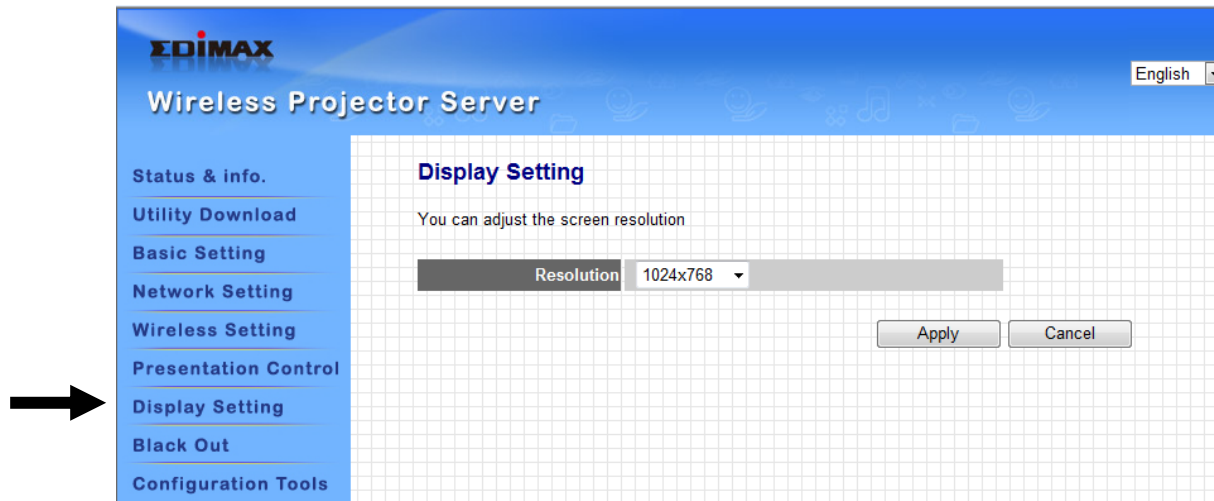 EDIMAX
English
Wireless Projector Server
Status & info.
Display Setting
Utility Download
You can adjust the screen resolution
Basic Setting
Resolution 1024x768
Network Setting
Wireless Setting
Apply Cancel
Presentation Control
Display Setting
Black Out
Configuration Tools